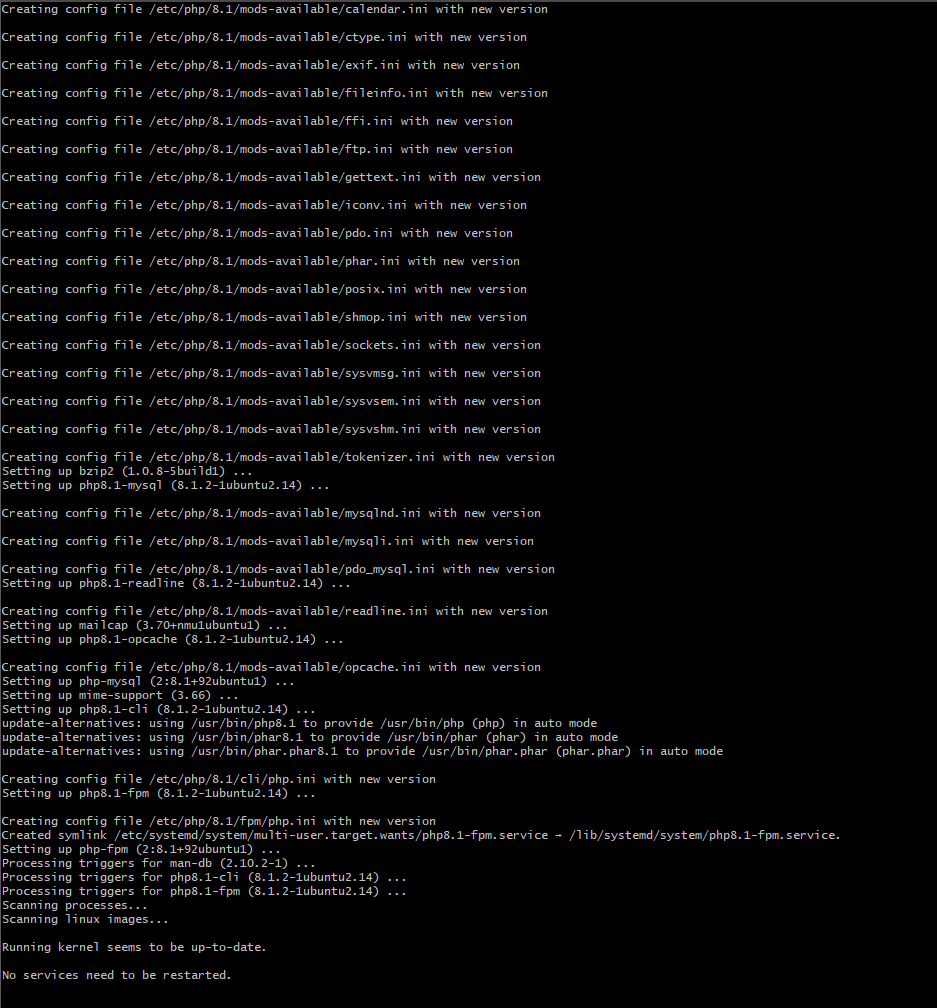 Creating config file /etc/php/8.1/mods-available/calendar.ini with new version
Creating config file /etc/php/8.1/mods-available/ctype.ini with new version
Creating config file /etc/php/8.1/mods-available/exif.ini with new version
Creating config file /etc/php/8.1/mods-available/fileinfo.ini with new version
Creating config file /etc/php/8.1/mods-available/ffi.ini with new version
Creating config file /etc/php/8.1/mods-available/ftp.ini with new version
Creating config file /etc/php/8.1/mods-available/gettext.ini with new version
Creating config file /etc/php/8.1/mods-available/iconv.ini with new version
Creating config file /etc/php/8.1/mods-available/pdo.ini with new version
Creating config file /etc/php/8.1/mods-available/phar.ini with new version
Creating config file /etc/php/8.1/mods-available/posix.ini with new version
Creating config file /etc/php/8.1/mods-available/shmop.ini with new version
Creating config file /etc/php/8.1/mods-available/sockets.ini with new version
Creating config file /etc/php/8.1/mods-available/sysvmsg.ini with new version
Creating config file /etc/php/8.1/mods-available/sysvsem.ini with new version
Creating config file /etc/php/8.1/mods-available/sysvshm.ini with new version
Creating config file /etc/php/8.1/mods-available/tokenizer.ini with new version
Setting up bzip2 (1.0.8-5build1) ...
Setting up php8.1-mysql (8.1.2-1ubuntu2.14) ...
Creating config file /etc/php/8.1/mods-available/mysqlnd.ini with new version
Creating config file /etc/php/8.1/mods-available/mysqli.ini with new version
Creating config file /etc/php/8.1/mods-available/pdo_mysql.ini with new version
Setting up php8.1-readline (8.1.2-1ubuntu2.14) ...
Creating config file /etc/php/8.1/mods-available/readline.ini with new version
Setting up mailcap (3.70+nmu1ubuntu1) ...
Setting up php8.1-opcache (8.1.2-1ubuntu2.14) ...
Creating config file /etc/php/8.1/mods-available/opcache.ini with new version
Setting up php-mysql (2:8.1+92ubuntu1) ...
Setting up mime-support (3.66) ...
Setting up php8.1-cli (8.1.2-1ubuntu2.14) ...
update-alternatives: using /usr/bin/php8.1 to provide /usr/bin/php (php) in auto mode
update-alternatives: using /usr/bin/phar8.1 to provide /usr/bin/phar (phar) in auto mode
update-alternatives: using /usr/bin/phar.phar8.1 to provide /usr/bin/phar.phar (phar.phar) in auto mode
Creating config file /etc/php/8.1/cli/php.ini with new version
Setting up php8.1-fpm (8.1.2-1ubuntu2.14) ...
Creating config file /etc/php/8.1/fpm/php.ini with new version
Created symlink /etc/systemd/system/multi-user.target.wants/php8.1-fpm.service → /lib/systemd/system/php8.1-fpm.service.
Setting up php-fpm (2:8.1+92ubuntu1) ...
Processing triggers for man-db (2.10.2-1) ...
Processing triggers for php8.1-cli (8.1.2-1ubuntu2.14) ...
Processing triggers for php8.1-fpm (8.1.2-1ubuntu2.14) ...
Scanning processes...
Scanning linux images...
Running kernel seems to be up-to-date.
No services need to be restarted.